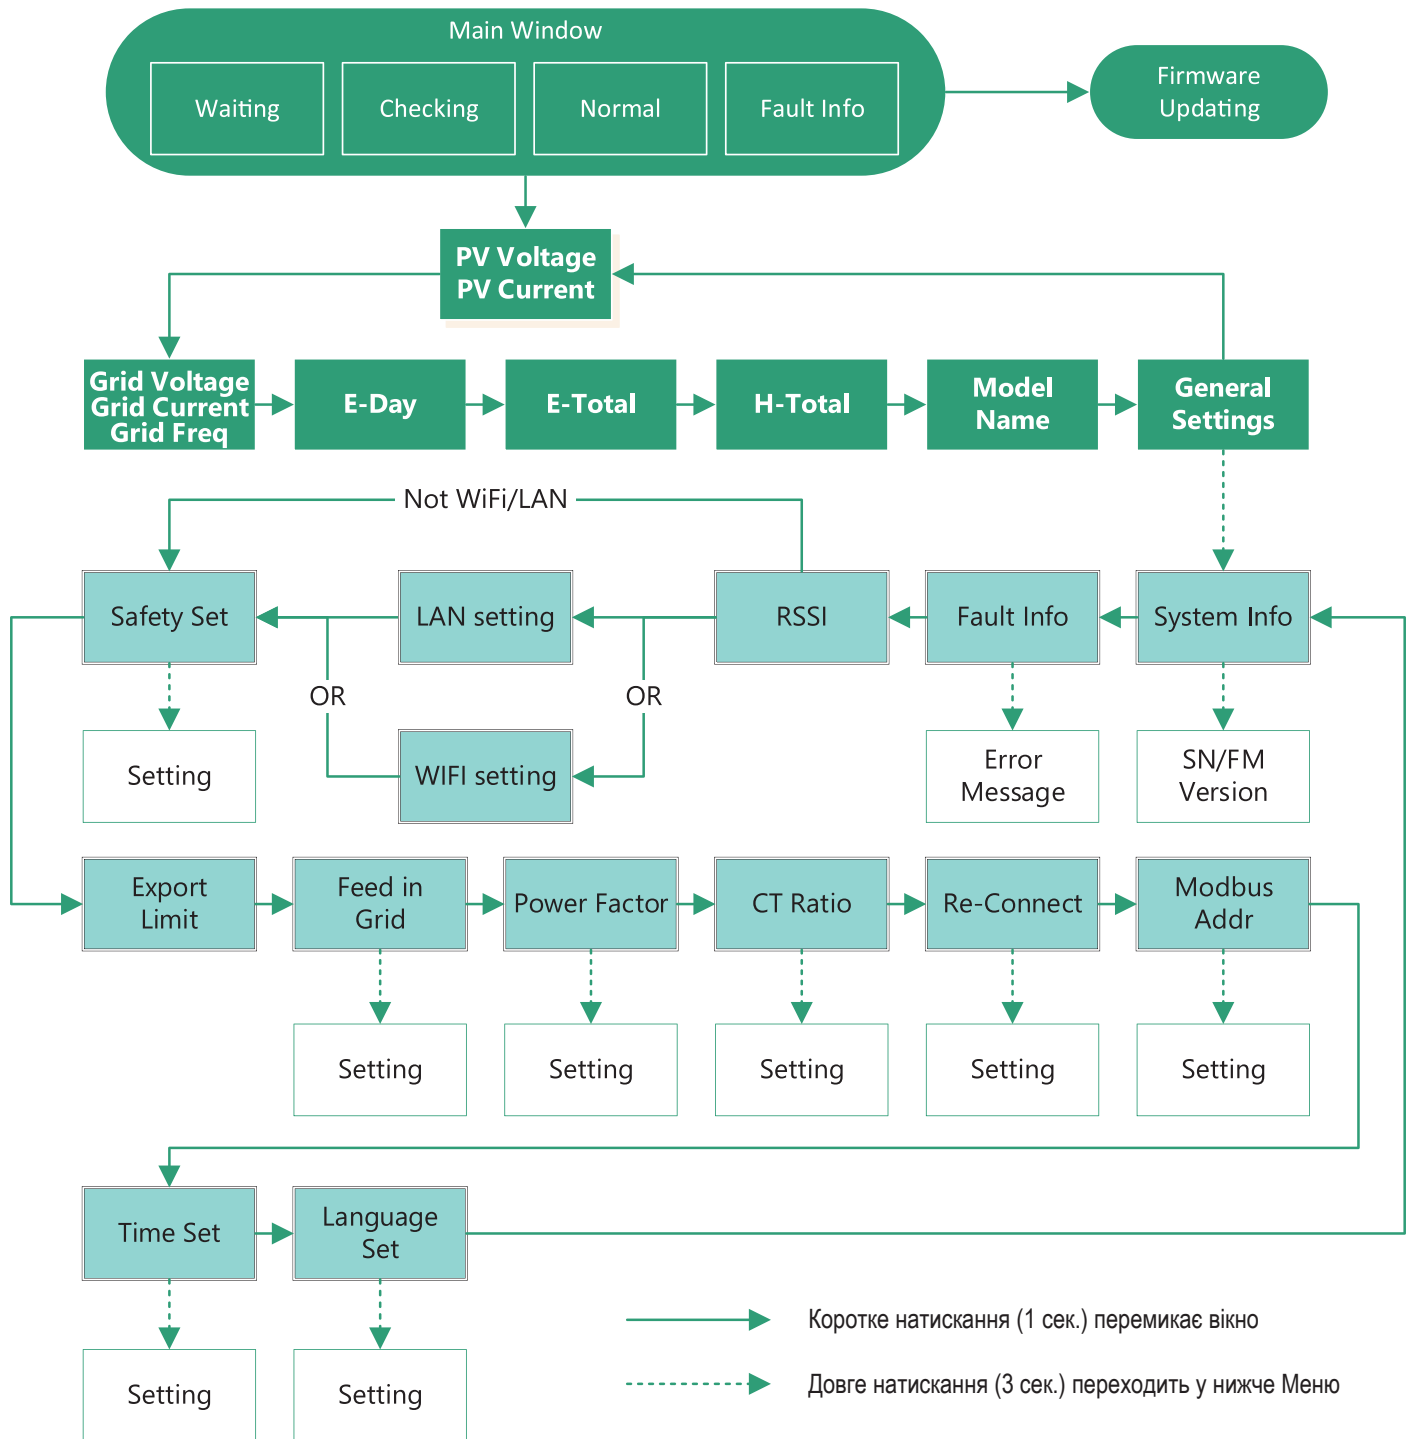 Main Window
Waiting
Checking
Normal
Fault Info
Firmware
Updating
PV Voltage
PV Current
Grid Voltage
Grid Current
Grid Freq
E-Day
E-Total
H-Total
Model
Name
General
Settings
Not WiFi/LAN
Safety Set
LAN setting
RSSI
Fault Info
System Info
OR
OR
Setting
WIFI setting
Error
Message
SN/FM
Version
Export
Limit
Feed in
Grid
Power Factor
CT Ratio
Re-Connect
Modbus
Addr
Setting
Setting
Setting
Setting
Setting
Time Set
Language
Set
Коротке натискання (1 сек.) перемикає вікно
Setting
Setting
Довге натискання (3 сек.) переходить у нижче Меню